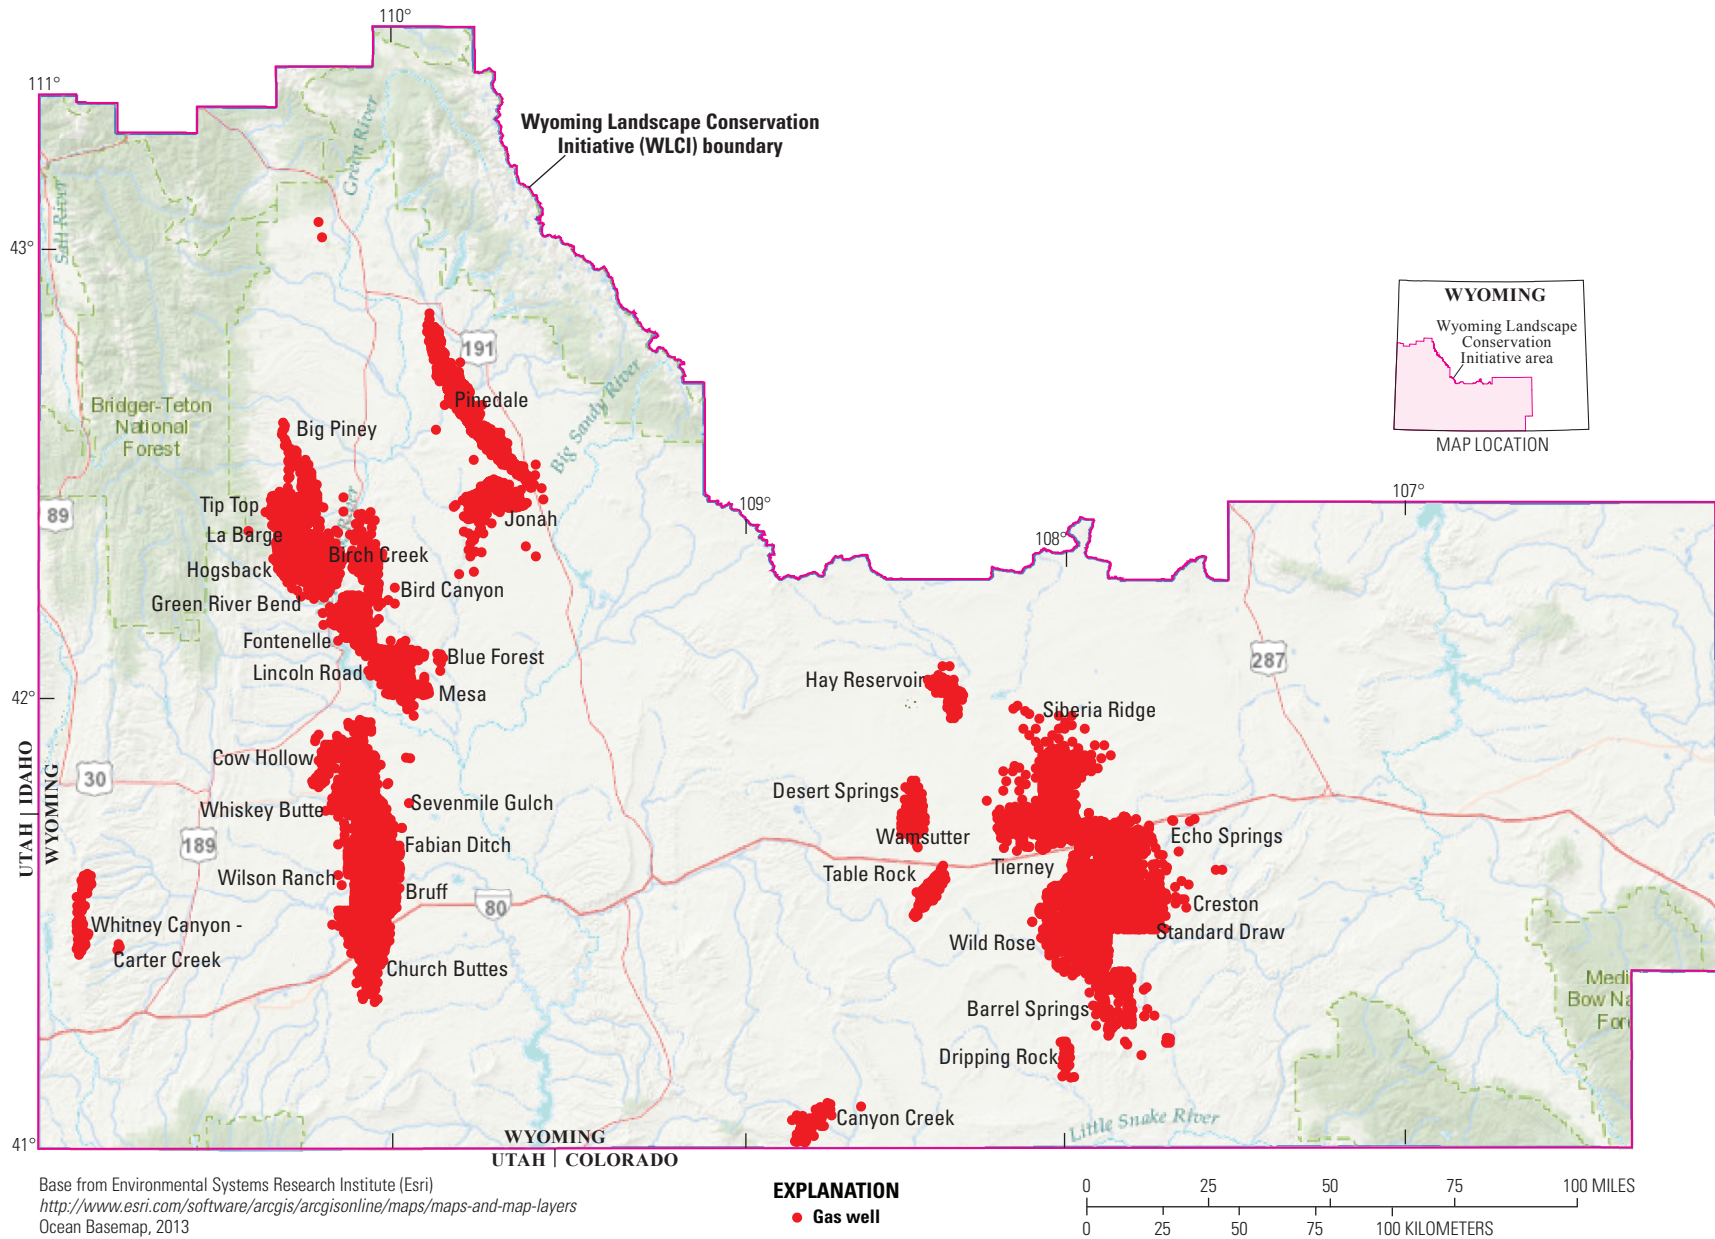 110°
111°
Wyoming Landscape Conservation
Initiative (WLCI) boundary
Green River
Salt River
43°
WYOMING
Wyoming Landscape
Conservation
Initiative area
MAP LOCATION
191
Pinedale
Big Sandy River
Bridger-Teton
National
Forest
Big Piney
Tip Top
La Barge
River
Jonah
89
109°
107°
108°
Birch Creek
Hogsback
Bird Canyon
Green River Bend
Fontenelle
Blue Forest
Lincoln Road
Mesa
287
Hay Reservoir
42°
Siberia Ridge
Cow Hollow
30
UTAH | IDAHO
WYOMING
Desert Springs
Sevenmile Gulch
Whiskey Butte
Wamsutter
Echo Springs
189
Fabian Ditch
Tierney
Table Rock
Wilson Ranch
Bruff
80
Creston
Whitney Canyon -
Carter Creek
Standard Draw
Wild Rose
Church Buttes
Medi
Bow Na
Fore
Barrel Springs
Dripping Rock
Canyon Creek
Little Snake River
41°
WYOMING
UTAH | COLORADO
Base from Environmental Systems Research Institute (Esri)
http://www.esri.com/software/arcgis/arcgisonline/maps/maps-and-map-layers
Ocean Basemap, 2013
EXPLANATION
Gas well
0 25 50 75 100 MILES
0 25 50 75 100 KILOMETERS